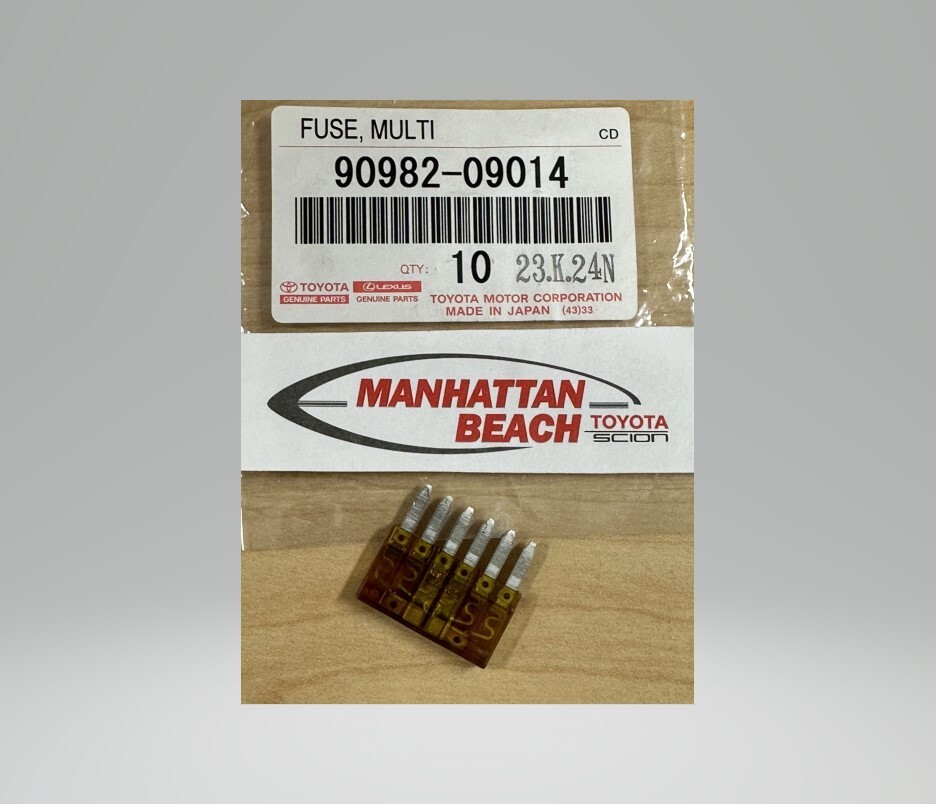 FUSE, MULTI
CD
90982-09014
QTY: 10 23.K.24N
TOYOTA LEXUS
GENUINE PARTS GENUINE PARTS
TOYOTA MOTOR CORPORATION
MADE IN JAPAN (43)33
MANHATTAN
BEACH
TOYOTA
SCION